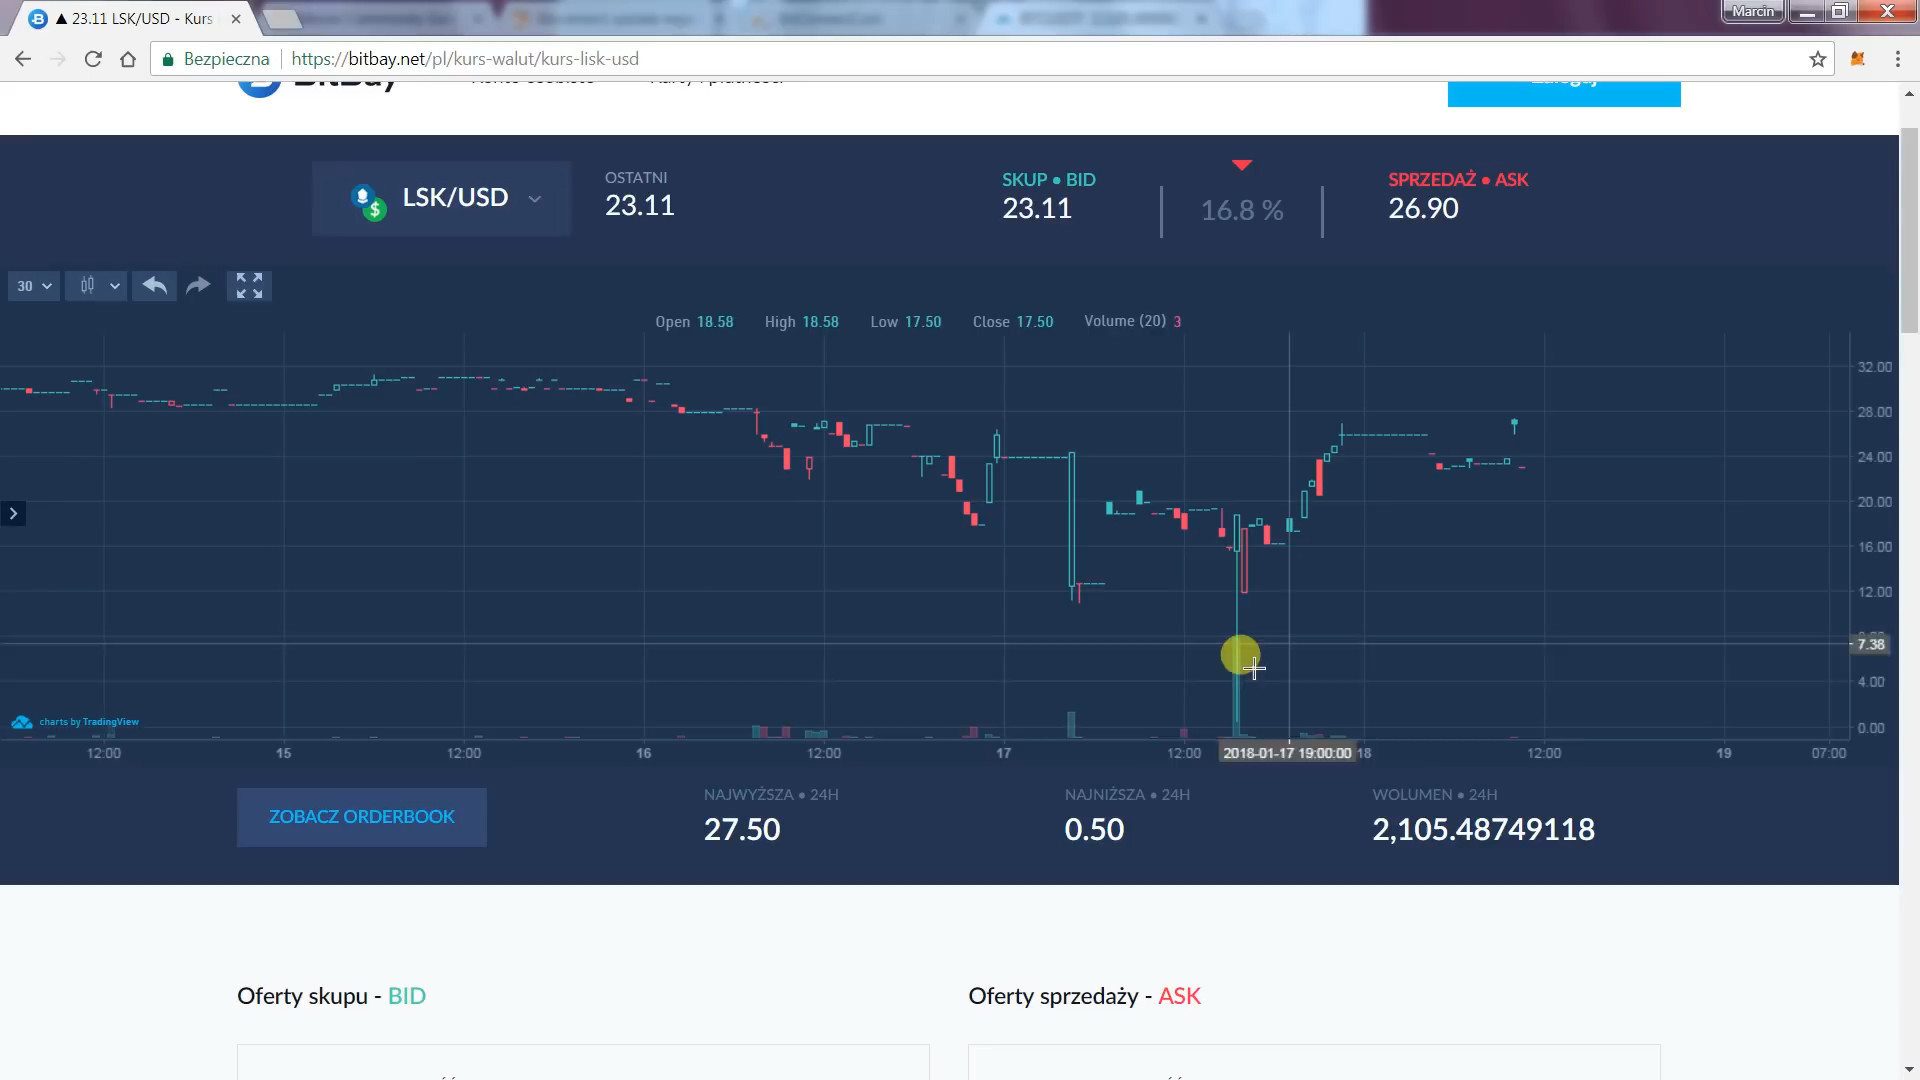 ▲ 23.11 LSK/USD - Kurs
Marcin
Bezpieczna
https://bitbay.net/pl/kurs-walut/kurs-lisk-usd
BitBay
LSK/USD
OSTATNI
23.11
SKUP • BID
23.11
16.8 %
SPRZEDAŻ • ASK
26.90
30
Open 18.58 High 18.58 Low 17.50 Close 17.50 Volume (20) 3
32.00
28.00
24.00
20.00
16.00
12.00
7.38
4.00
0.00
charts by TradingView
12:00 15 12:00 16 12:00 17 12:00 2018-01-17 19:00:00 18 12:00 19 07:00
ZOBACZ ORDERBOOK
NAJWYŻSZA • 24H
27.50
NAJNIŻSZA • 24H
0.50
WOLUMEN • 24H
2,105.48749118
Oferty skupu - BID
Oferty sprzedaży - ASK